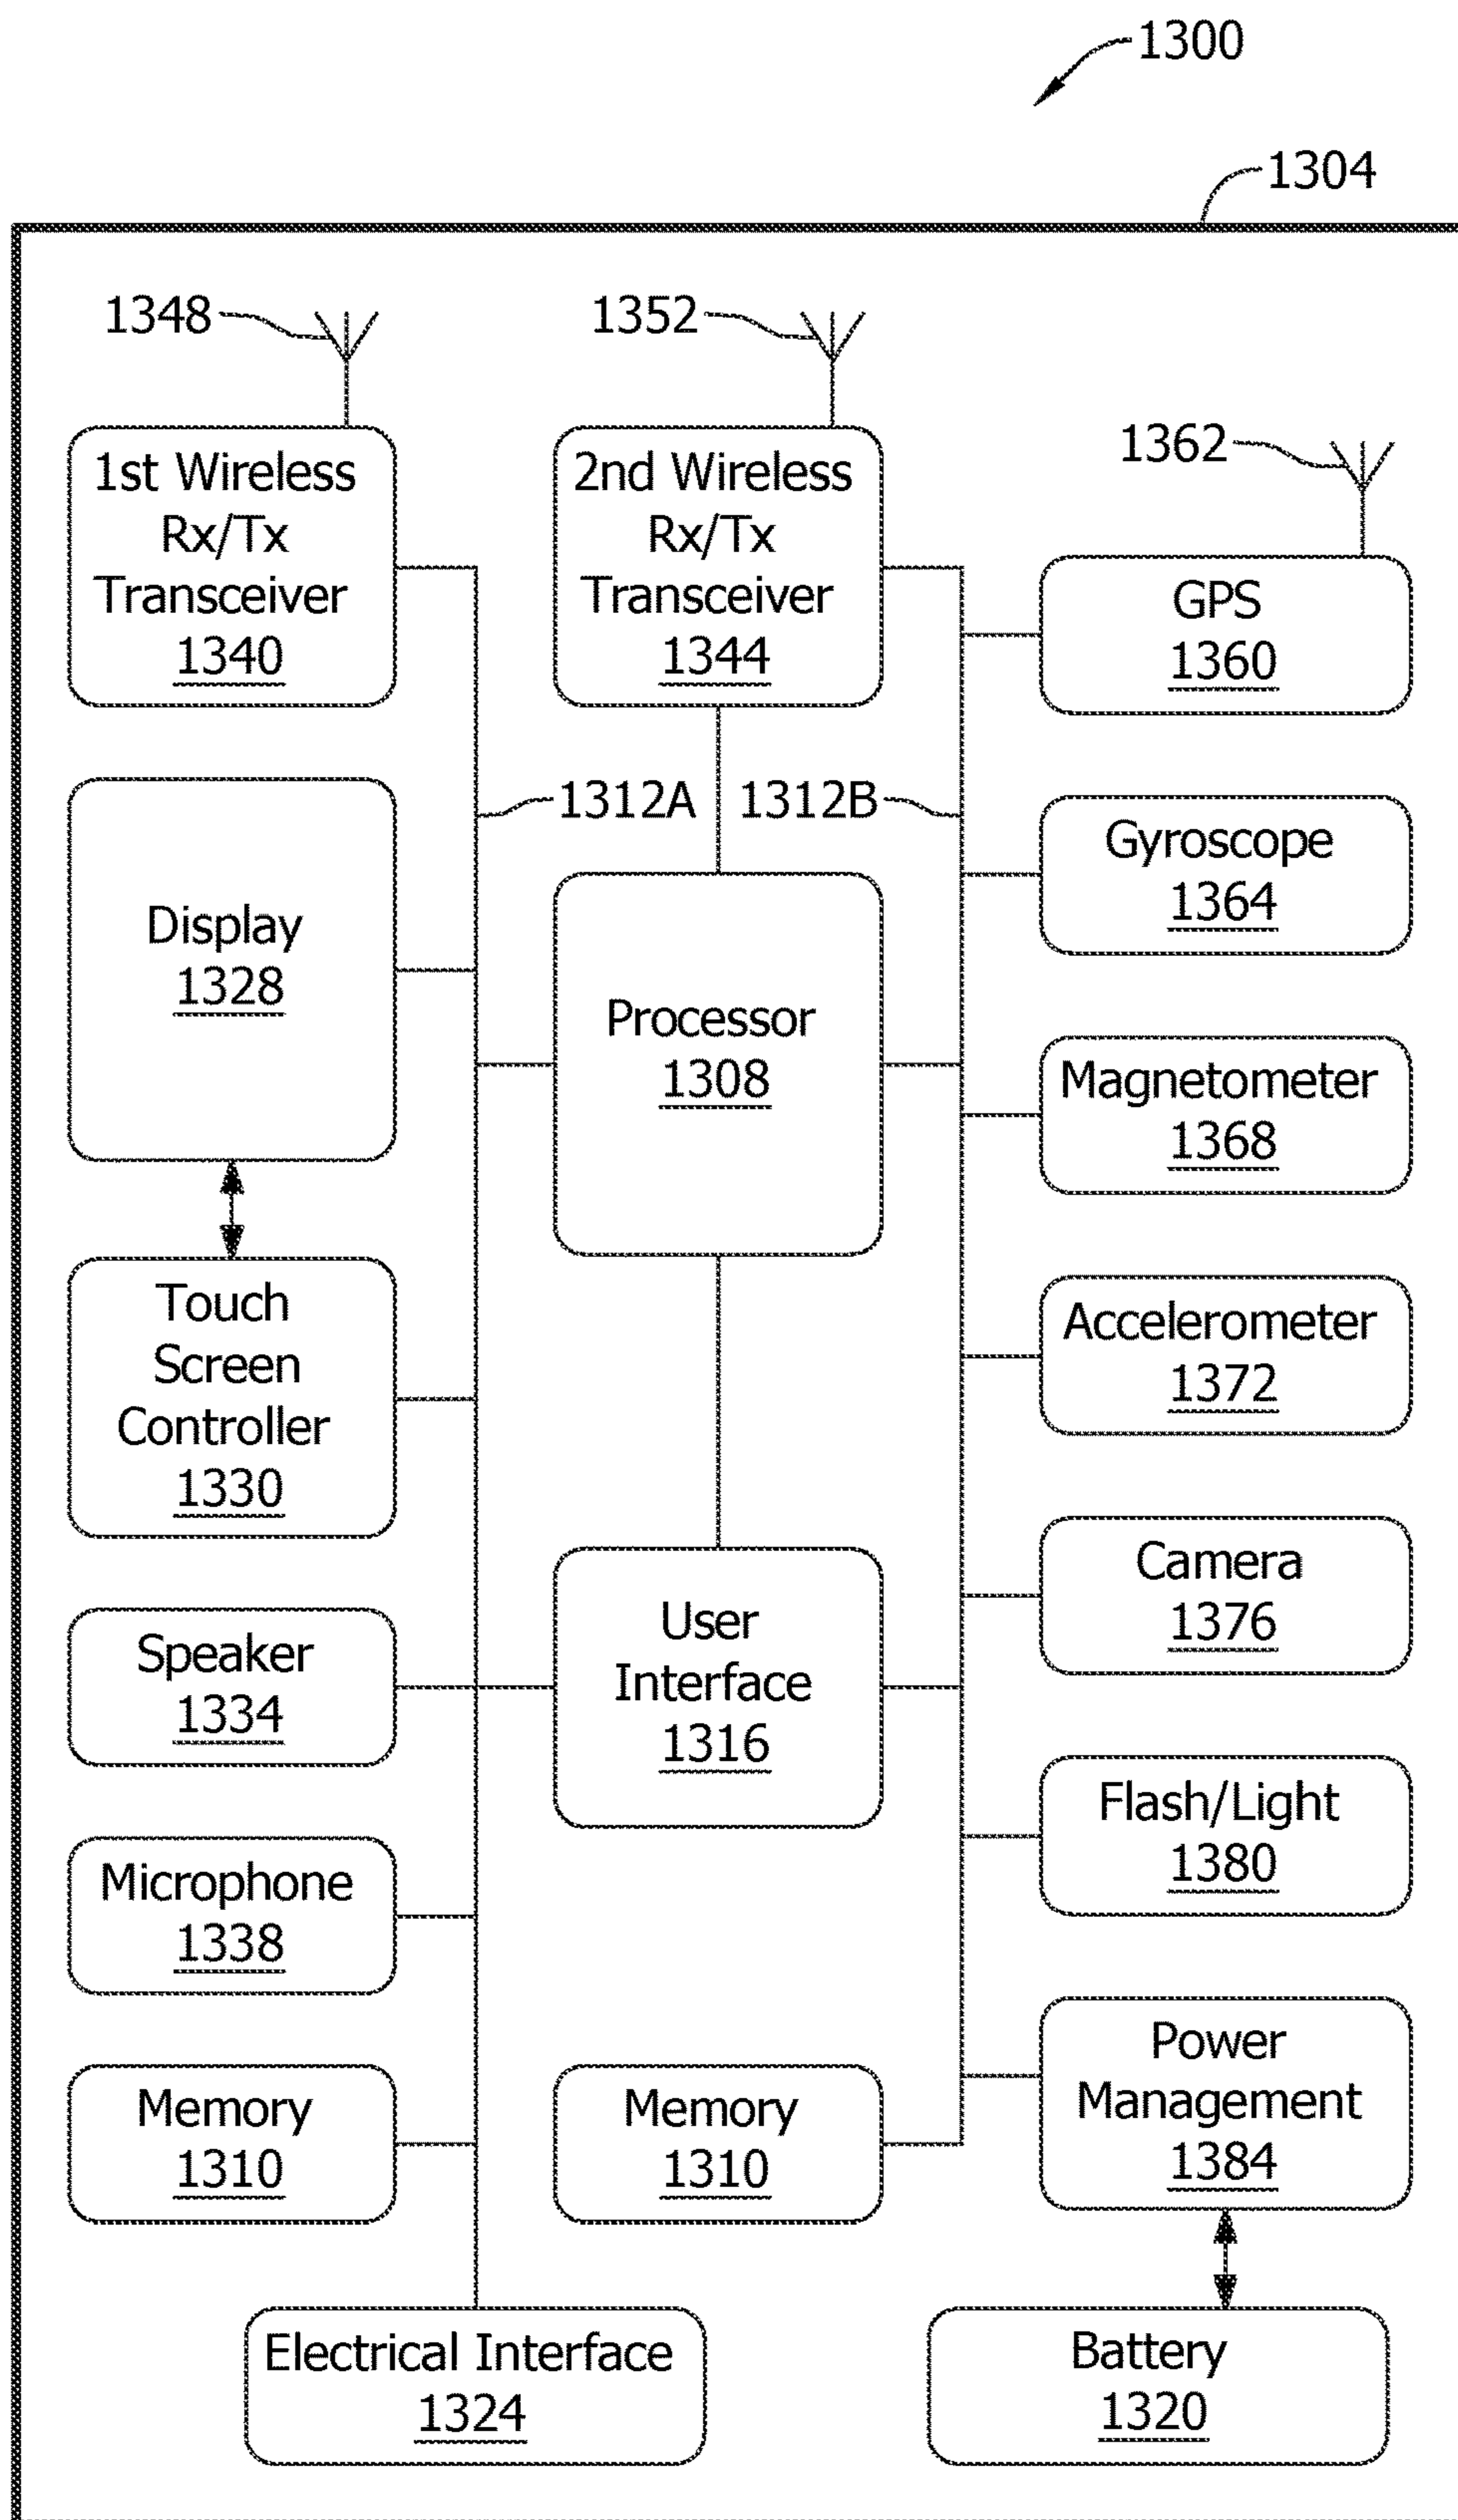 1300
1304
1348
1352
1362
1st Wireless
Rx/Tx
Transceiver
1340
2nd Wireless
Rx/Tx
Transceiver
1344
GPS
1360
1312A
1312B
Display
1328
Processor
1308
Gyroscope
1364
Magnetometer
1368
Touch
Screen
Controller
1330
Accelerometer
1372
Speaker
1334
User
Interface
1316
Camera
1376
Microphone
1338
Flash/Light
1380
Memory
1310
Memory
1310
Power
Management
1384
Electrical Interface
1324
Battery
1320